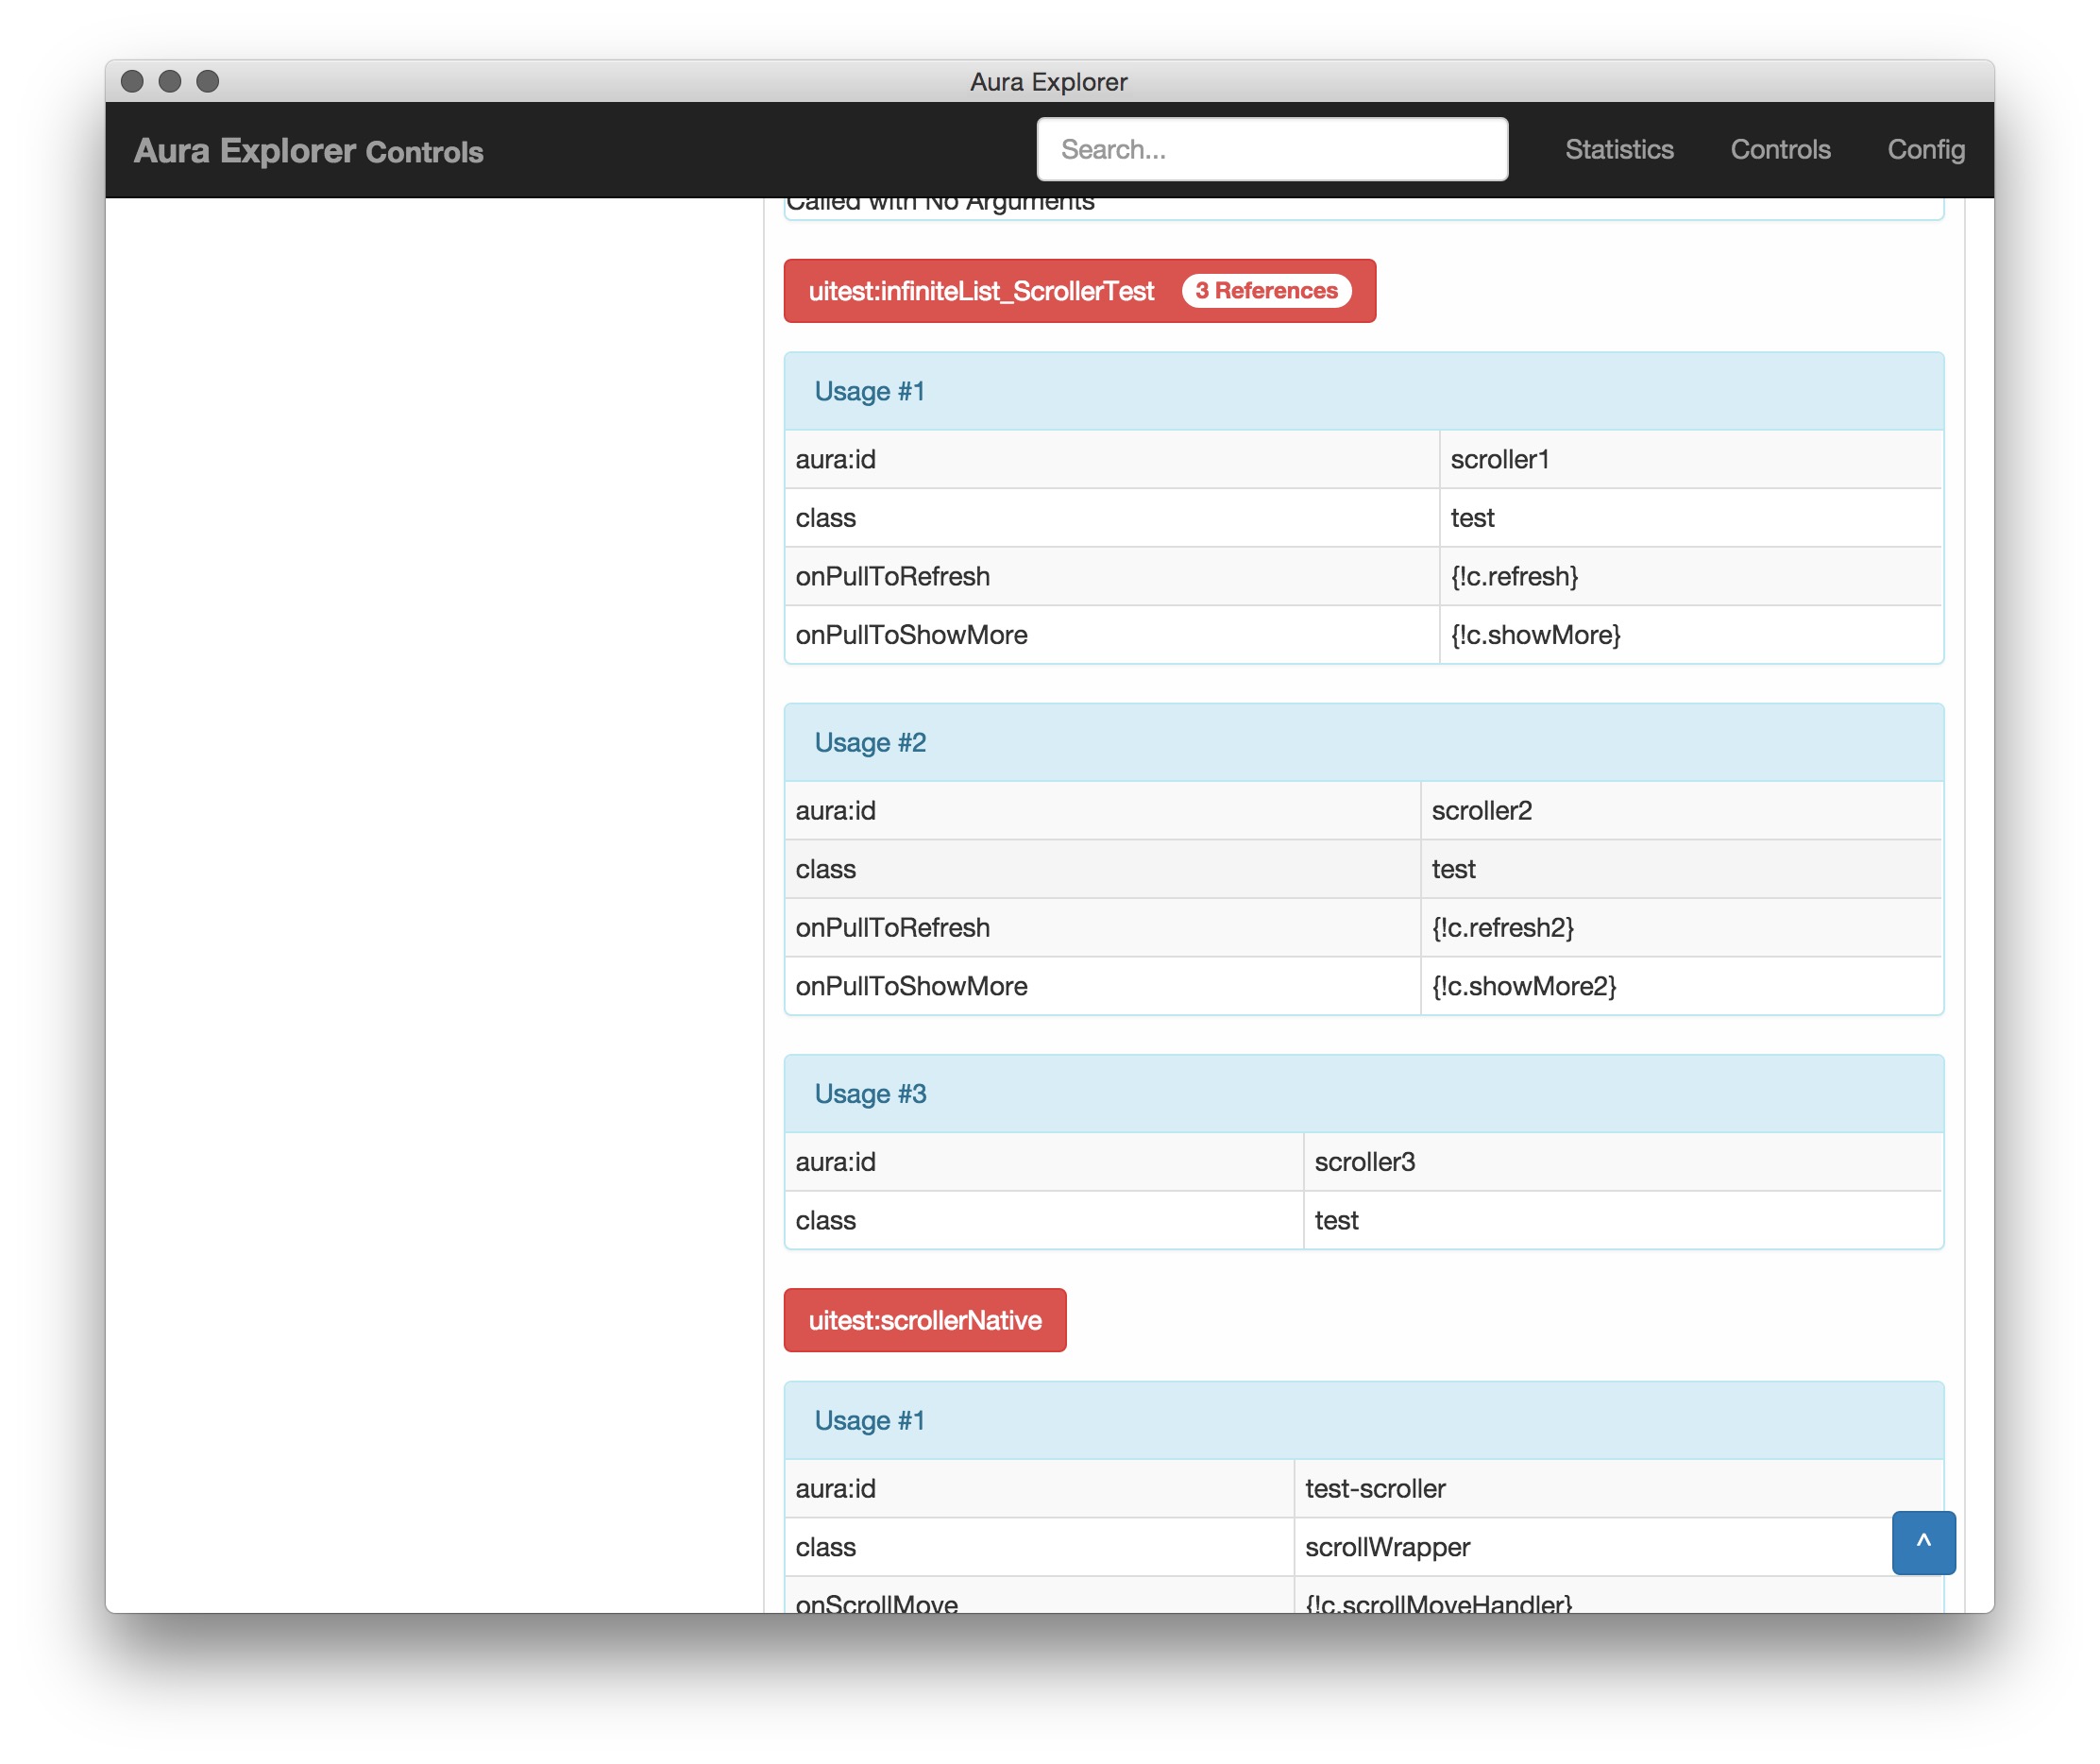 Aura Explorer
Aura Explorer Controls
Search...
Statistics
Controls
Config
Called with No Arguments
uitest:infiniteList_ScrollerTest 3 References
Usage #1
aura:id scroller1
class test
onPullToRefresh {!c.refresh}
onPullToShowMore {!c.showMore}
Usage #2
aura:id scroller2
class test
onPullToRefresh {!c.refresh2}
onPullToShowMore {!c.showMore2}
Usage #3
aura:id scroller3
class test
uitest:scrollerNative
Usage #1
aura:id test-scroller
class scrollWrapper
^
onScrollMove {!c.scrollMoveHandler}